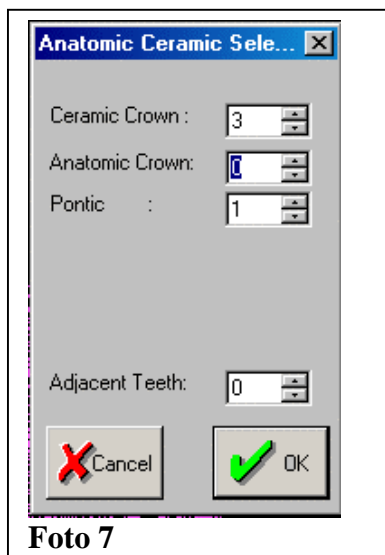 Anatomic Ceramic Sele...
Ceramic Crown : 3
Anatomic Crown: 0
Pontic : 1
Adjacent Teeth: 0
Cancel OK
Foto 7